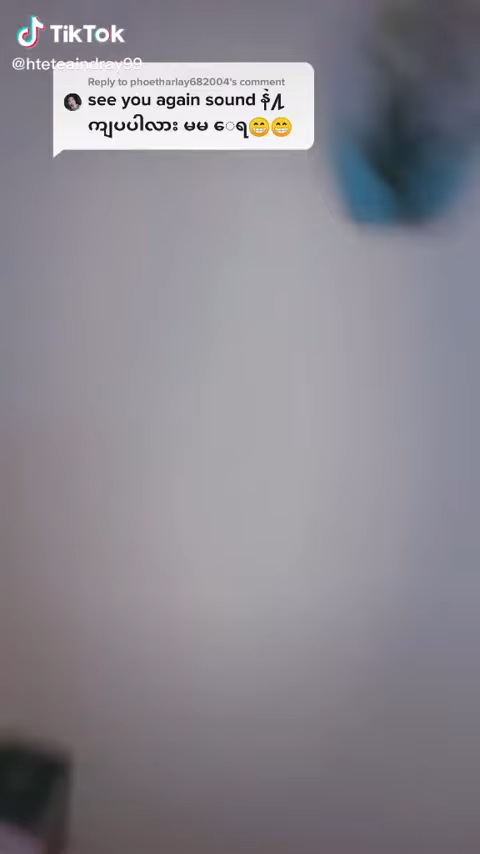 TikTok
@hteteaindray99
Reply to phoetharlay682004's comment
see you again sound နဲ႔
ကျပပါလား မမ ေရ😁😁